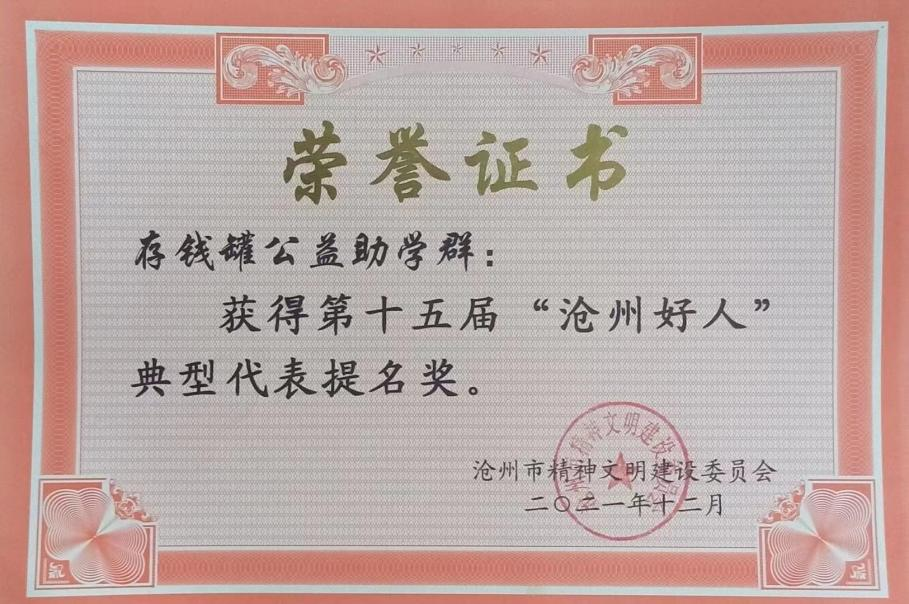 荣誉证书
存钱罐公益助学群：
获得第十五届“沧州好人”
典型代表提名奖。
沧州市精神文明建设委员会
二〇二一年十二月